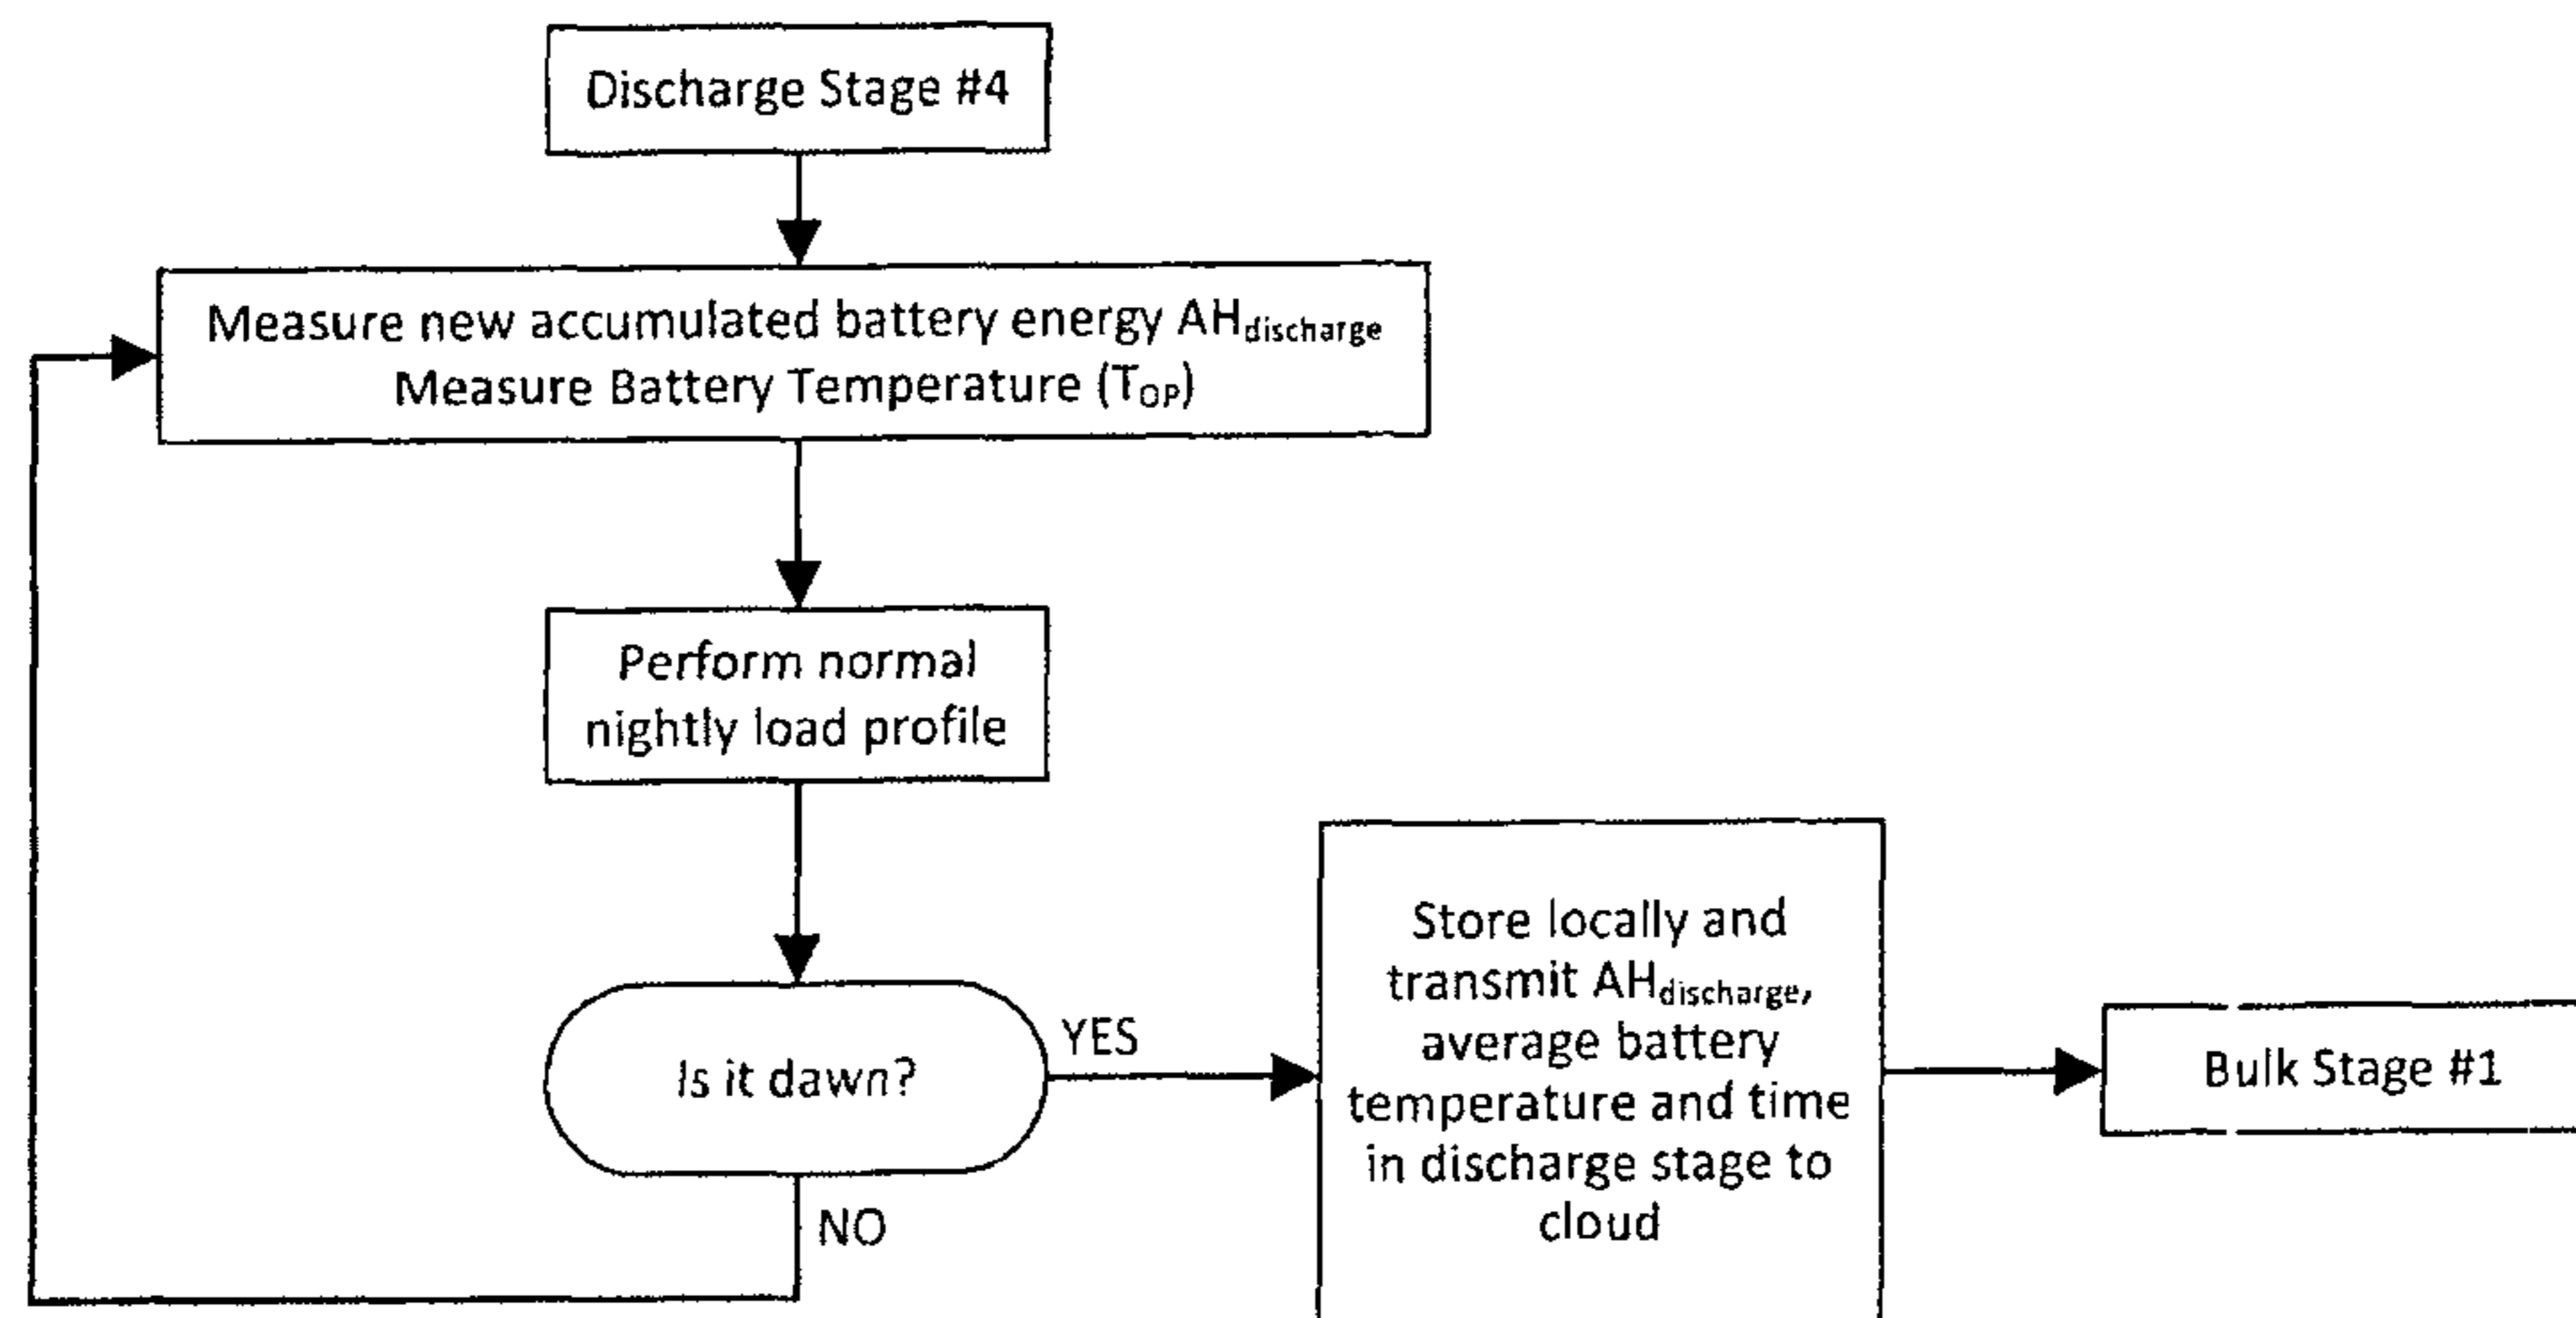 Discharge Stage #4
Measure new accumulated battery energy AHdischarge
Measure Battery Temperature (TOP)
Perform normal
nightly load profile
Is it dawn?
YES
NO
Store locally and
transmit AHdischarge,
average battery
temperature and time
in discharge stage to
cloud
Bulk Stage #1